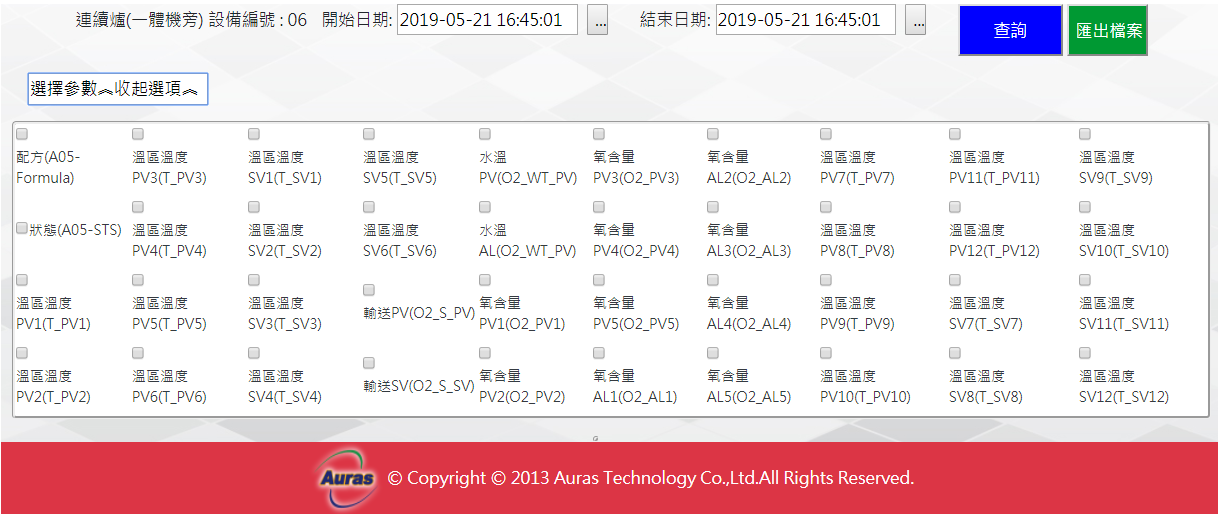 連續爐(一體機旁) 設備編號 : 06 開始日期: 2019-05-21 16:45:01 ... 結束日期: 2019-05-21 16:45:01 ... 查詢 匯出檔案
選擇參數︽收起選項︽
配方(A05-
Formula)
溫區溫度
PV3(T_PV3)
溫區溫度
SV1(T_SV1)
溫區溫度
SV5(T_SV5)
水溫
PV(O2_WT_PV)
氧含量
PV3(O2_PV3)
氧含量
AL2(O2_AL2)
溫區溫度
PV7(T_PV7)
溫區溫度
PV11(T_PV11)
溫區溫度
SV9(T_SV9)
狀態(A05-STS)
溫區溫度
PV4(T_PV4)
溫區溫度
SV2(T_SV2)
溫區溫度
SV6(T_SV6)
水溫
AL(O2_WT_PV)
氧含量
PV4(O2_PV4)
氧含量
AL3(O2_AL3)
溫區溫度
PV8(T_PV8)
溫區溫度
PV12(T_PV12)
溫區溫度
SV10(T_SV10)
溫區溫度
PV1(T_PV1)
溫區溫度
PV5(T_PV5)
溫區溫度
SV3(T_SV3)
輸送PV(O2_S_PV)
氧含量
PV1(O2_PV1)
氧含量
PV5(O2_PV5)
氧含量
AL4(O2_AL4)
溫區溫度
PV9(T_PV9)
溫區溫度
SV7(T_SV7)
溫區溫度
SV11(T_SV11)
溫區溫度
PV2(T_PV2)
溫區溫度
PV6(T_PV6)
溫區溫度
SV4(T_SV4)
輸送SV(O2_S_SV)
氧含量
PV2(O2_PV2)
氧含量
AL1(O2_AL1)
氧含量
AL5(O2_AL5)
溫區溫度
PV10(T_PV10)
溫區溫度
SV8(T_SV8)
溫區溫度
SV12(T_SV12)
Auras © Copyright © 2013 Auras Technology Co.,Ltd.All Rights Reserved.